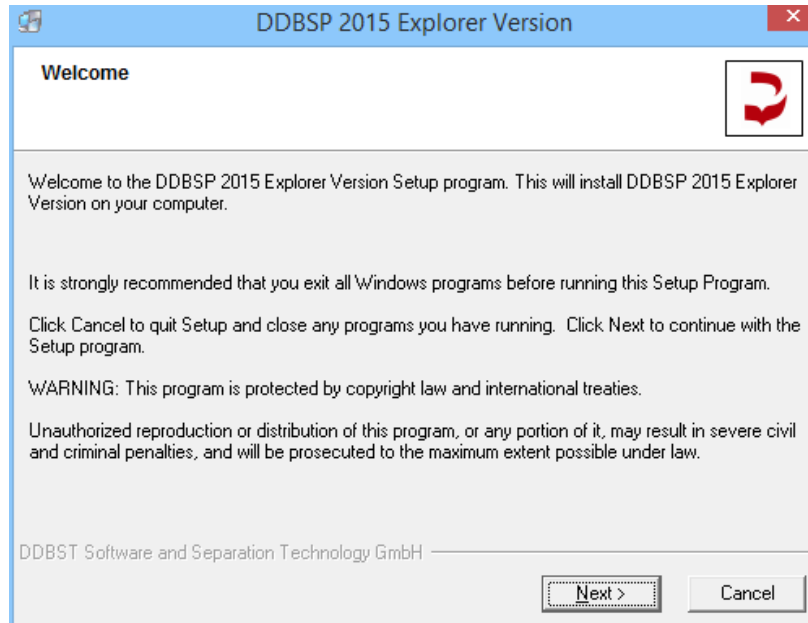 DDBSP 2015 Explorer Version
Welcome
Welcome to the DDBSP 2015 Explorer Version Setup program. This will install DDBSP 2015 Explorer
Version on your computer.
It is strongly recommended that you exit all Windows programs before running this Setup Program.
Click Cancel to quit Setup and close any programs you have running. Click Next to continue with the
Setup program.
WARNING: This program is protected by copyright law and international treaties.
Unauthorized reproduction or distribution of this program, or any portion of it, may result in severe civil
and criminal penalties, and will be prosecuted to the maximum extent possible under law.
DDBST Software and Separation Technology GmbH
Next > Cancel